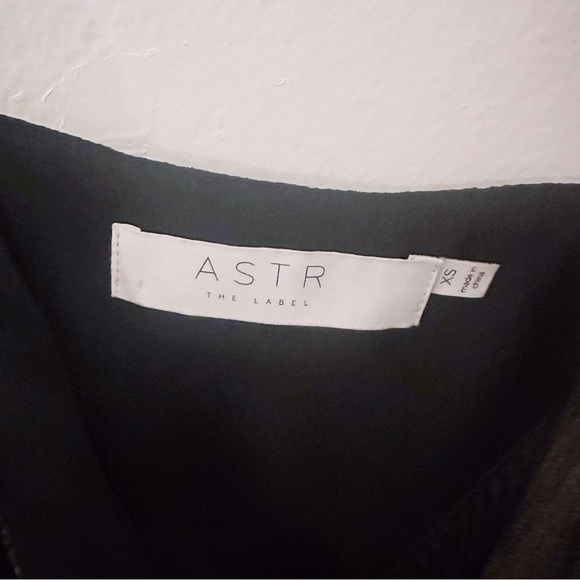 ASTR
THE LABEL
XS
made in
china